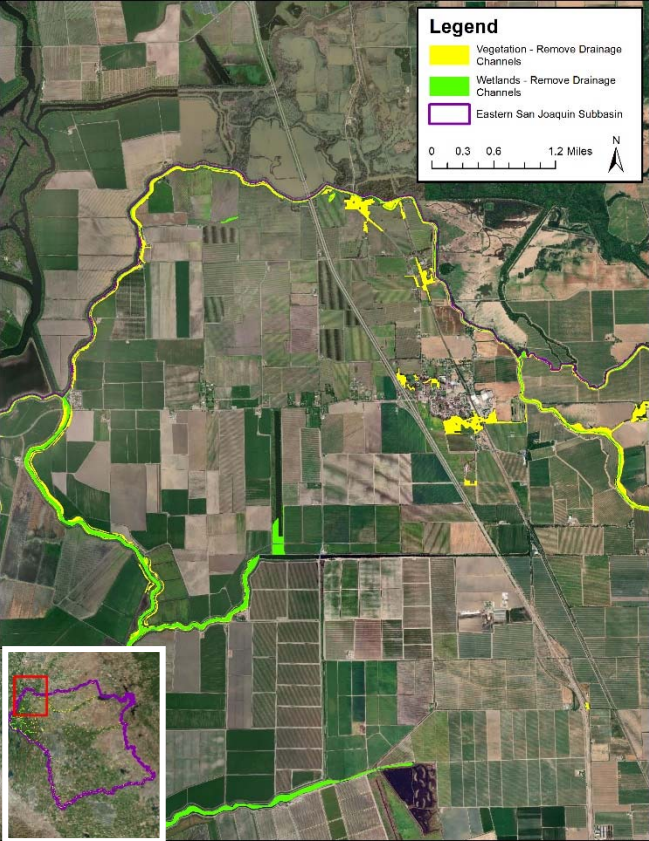 Legend
Vegetation - Remove Drainage
Channels
Wetlands - Remove Drainage
Channels
Eastern San Joaquin Subbasin
N
0 0.3 0.6 1.2 Miles